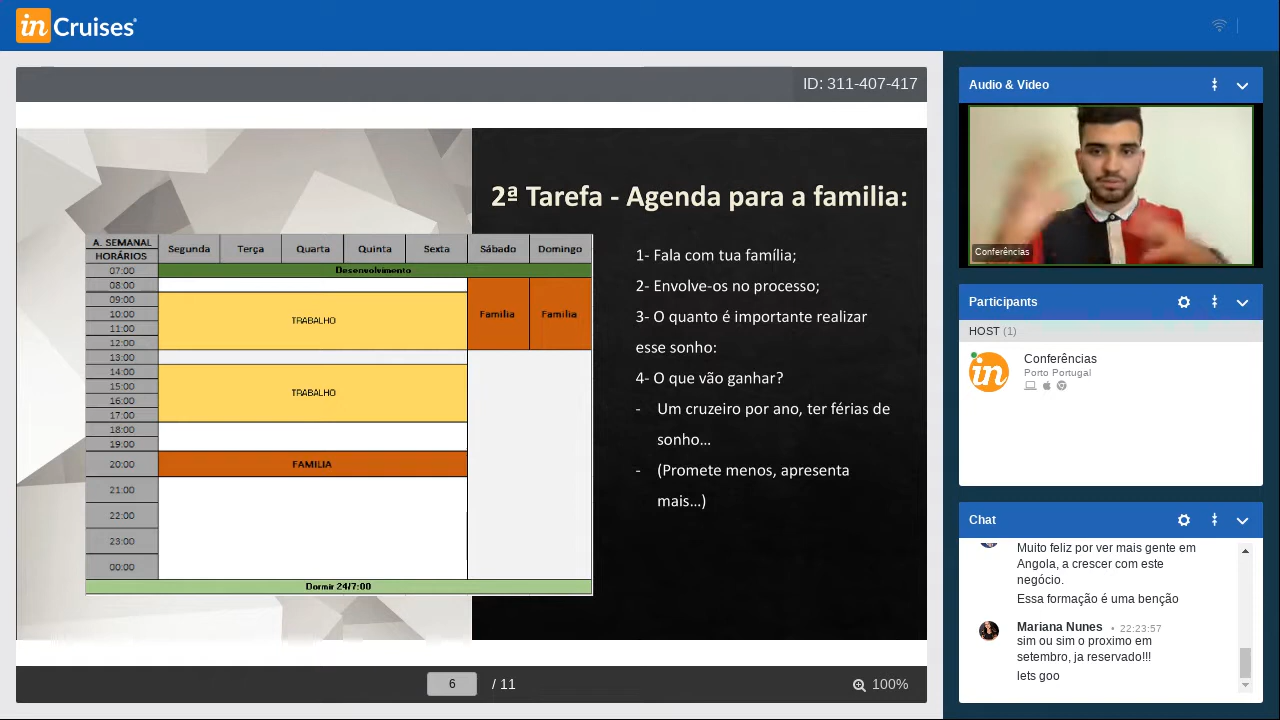 in Cruises
ID: 311-407-417
2ª Tarefa - Agenda para a familia:
A. SEMANAL
HORÁRIOS
Segunda Terça Quarta Quinta Sexta Sábado Domingo
07:00 Desenvolvimento
08:00
09:00
10:00
11:00
12:00
TRABALHO
Familia Familia
13:00
14:00
15:00
16:00
17:00
TRABALHO
18:00
19:00
20:00 FAMILIA
21:00
22:00
23:00
00:00
Dormir 24/7:00
1- Fala com tua família;
2- Envolve-os no processo;
3- O quanto é importante realizar
esse sonho:
4- O que vão ganhar?
- Um cruzeiro por ano, ter férias de
sonho...
- (Promete menos, apresenta
mais...)
6 / 11
100%
Audio & Video
Conferências
Participants
HOST (1)
in
Conferências
Porto Portugal
Chat
Muito feliz por ver mais gente em
Angola, a crescer com este
negócio.
Essa formação é uma benção
Mariana Nunes • 22:23:57
sim ou sim o proximo em
setembro, ja reservado!!!
lets goo